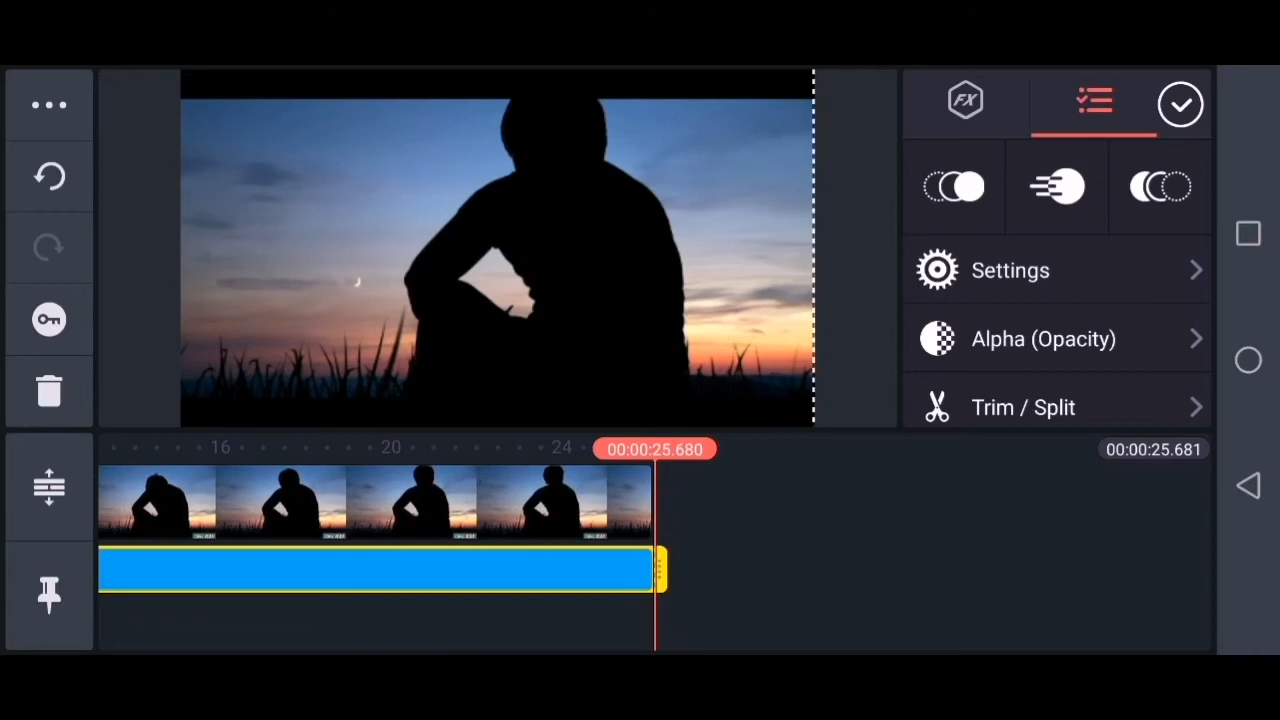 FX
Settings
Alpha (Opacity)
Trim / Split
16
20
24
00:00:25.680
00:00:25.681